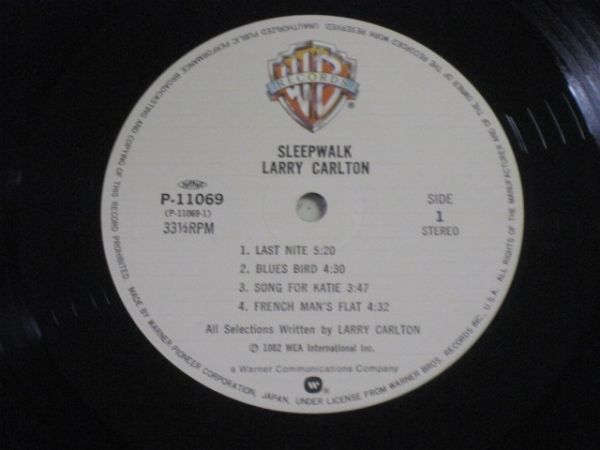 WB
RECORDS
SLEEPWALK
LARRY CARLTON
P-11069
(P-11069-1)
33⅓RPM
SIDE
1
STEREO
1. LAST NITE 5:20
2. BLUES BIRD 4:30
3. SONG FOR KATIE 3:47
4. FRENCH MAN'S FLAT 4:32
All Selections Written by LARRY CARLTON
℗ 1982 WEA International Inc.
a Warner Communications Company
MADE BY WARNER-PIONEER CORPORATION, JAPAN, UNDER LICENSE FROM WARNER BROS. RECORDS INC., U.S.A. ALL RIGHTS OF THE MANUFACTURER AND OF THE OWNER OF THE RECORDED WORK RESERVED. UNAUTHORIZED PUBLIC PERFORMANCE BROADCASTING AND COPYING OF THIS RECORD PROHIBITED.